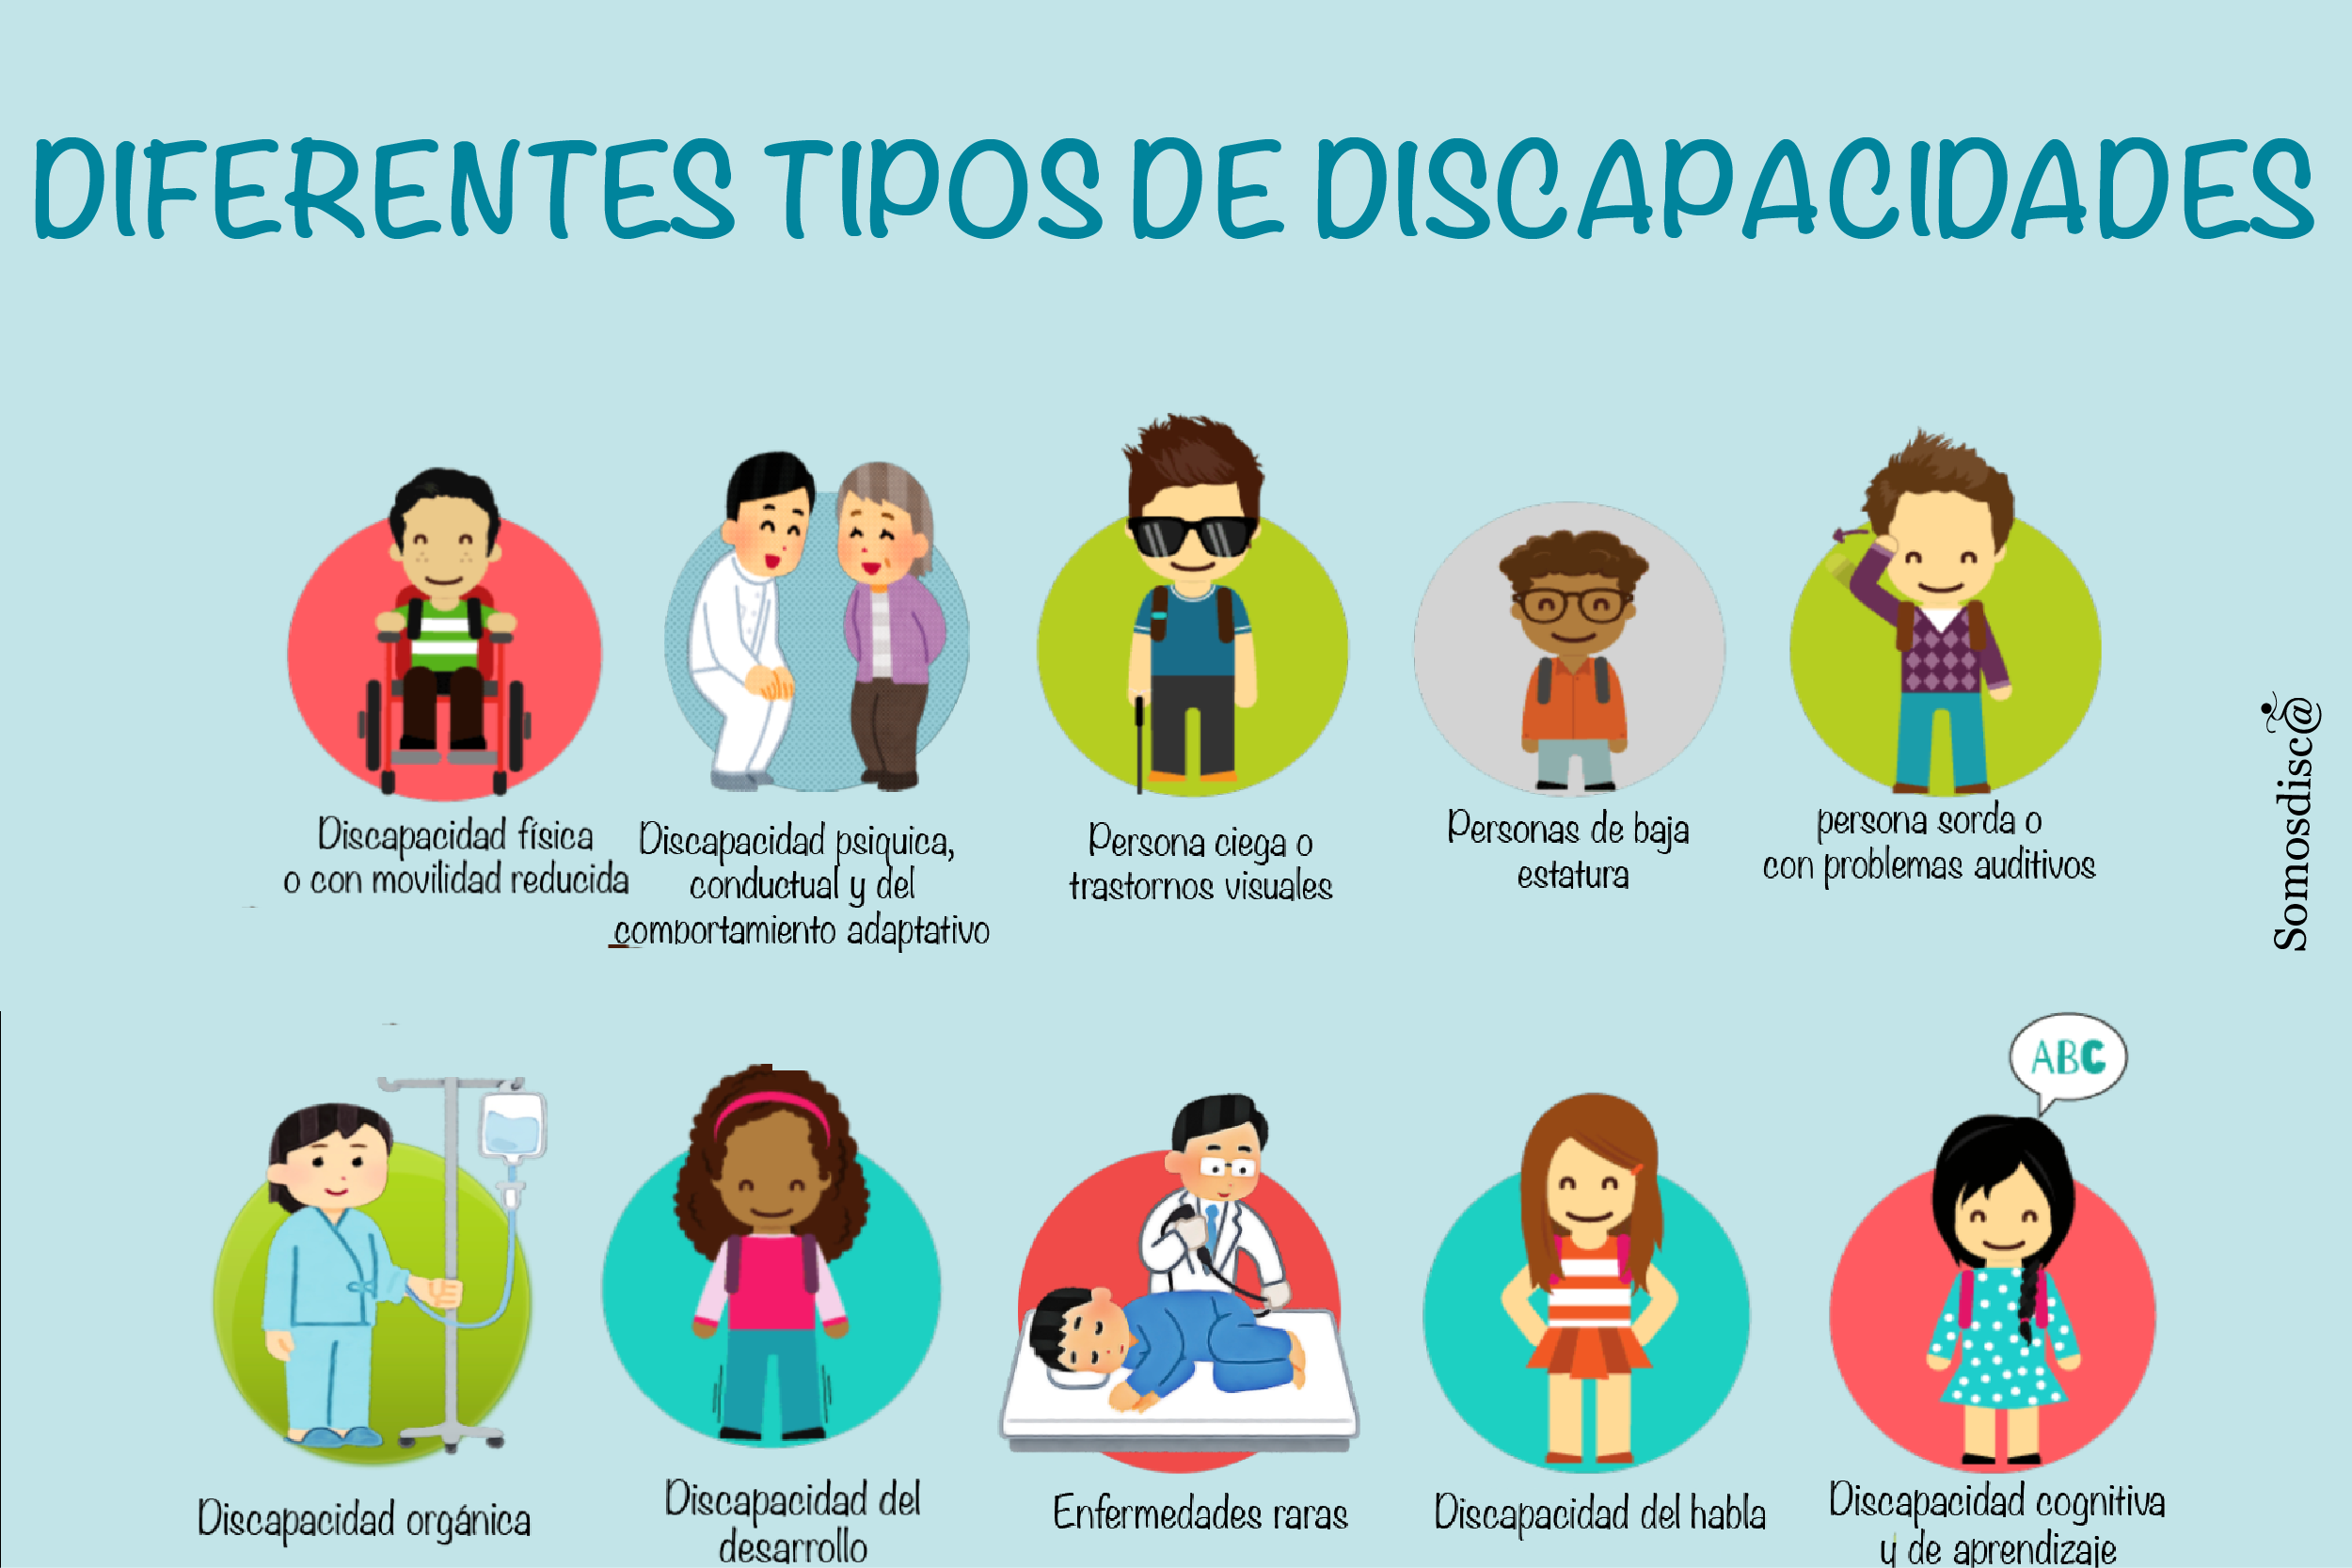 DIFERENTES TIPOS DE DISCAPACIDADES
Discapacidad física
o con movilidad reducida
Discapacidad psiquica,
conductual y del
comportamiento adaptativo
Persona ciega o
trastornos visuales
Personas de baja
estatura
persona sorda o
con problemas auditivos
Somosdisc@
ABC
Discapacidad orgánica
Discapacidad del
desarrollo
Enfermedades raras
Discapacidad del habla
Discapacidad cognitiva
y de aprendizaje